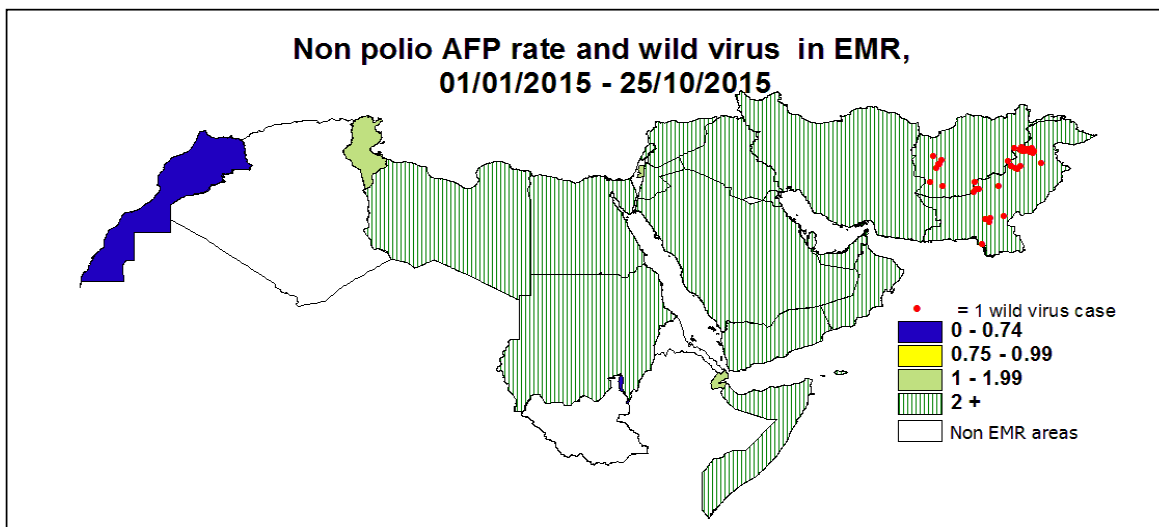 Non polio AFP rate and wild virus in EMR,
01/01/2015 - 25/10/2015
= 1 wild virus case
0 - 0.74
0.75 - 0.99
1 - 1.99
2 +
Non EMR areas